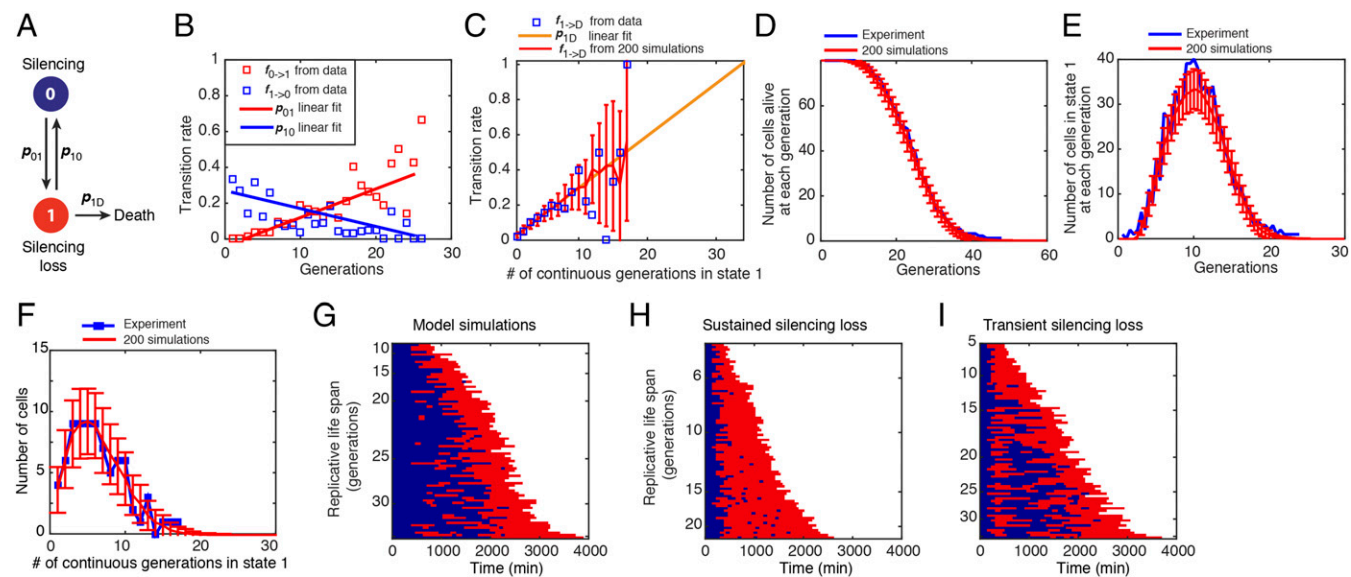 A
Silencing
0
p01 p10
p1D
1 Death
Silencing
loss
B
Transition rate
1
0.8
0.6
0.4
0.2
0
f0->1 from data
f1->0 from data
p01 linear fit
p10 linear fit
0 10 20 30
Generations
C
f1->D from data
p1D linear fit
f1->D from 200 simulations
Transition rate
1
0.8
0.6
0.4
0.2
0
0 10 20 30
# of continuous generations in state 1
D
Experiment
200 simulations
Number of cells alive
at each generation
60
40
20
0
0 20 40 60
Generations
E
Experiment
200 simulations
Number of cells in state 1
at each generation
40
30
20
10
0
0 10 20 30
Generations
F
Experiment
200 simulations
Number of cells
15
10
5
0
0 10 20 30
# of continuous generations in state 1
G
Model simulations
Replicative life span
(generations)
10
15
20
25
30
0 1000 2000 3000 4000
Time (min)
H
Sustained silencing loss
Replicative life span
(generations)
6
10
15
20
0 1000 2000 3000 4000
Time (min)
I
Transient silencing loss
5
10
15
20
25
30
0 1000 2000 3000 4000
Time (min)